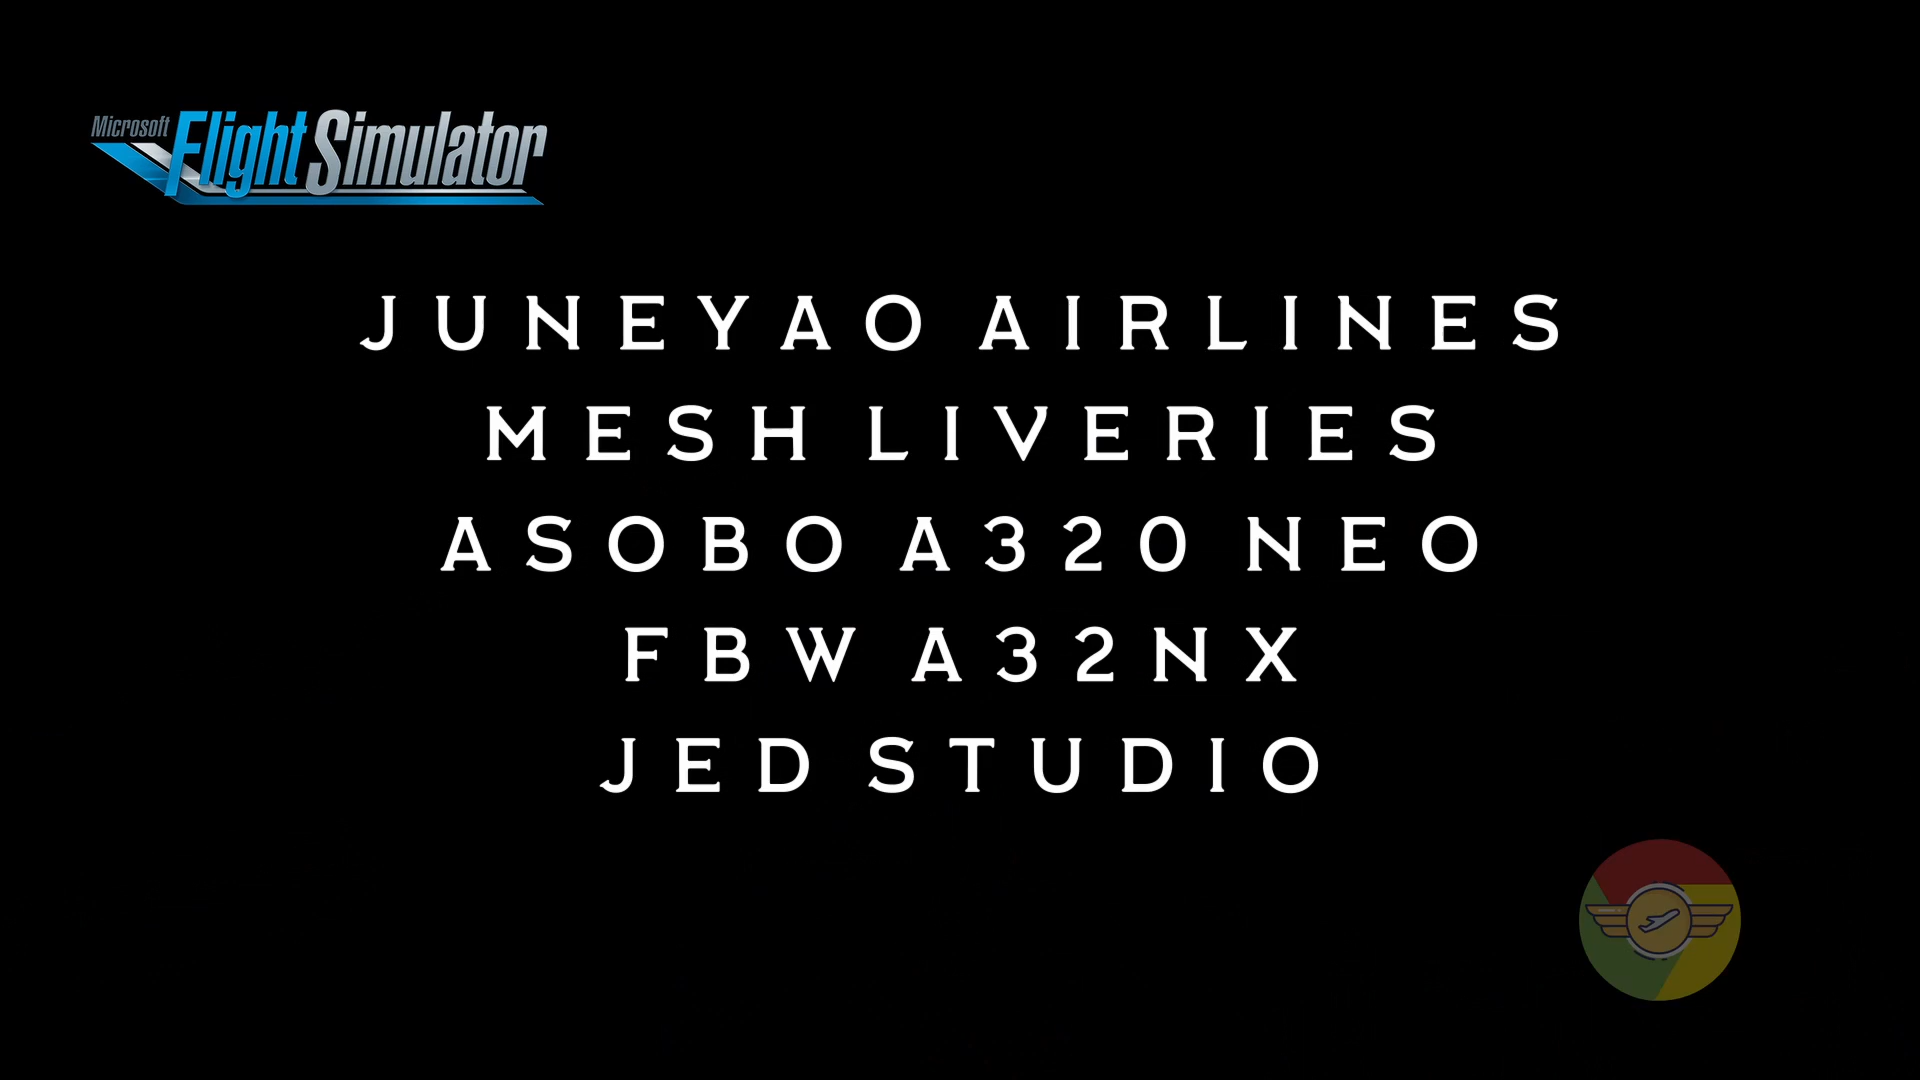 Microsoft Flight Simulator
JUNEYAO AIRLINES
MESH LIVERIES
ASOBO A320 NEO
FBW A32NX
JED STUDIO